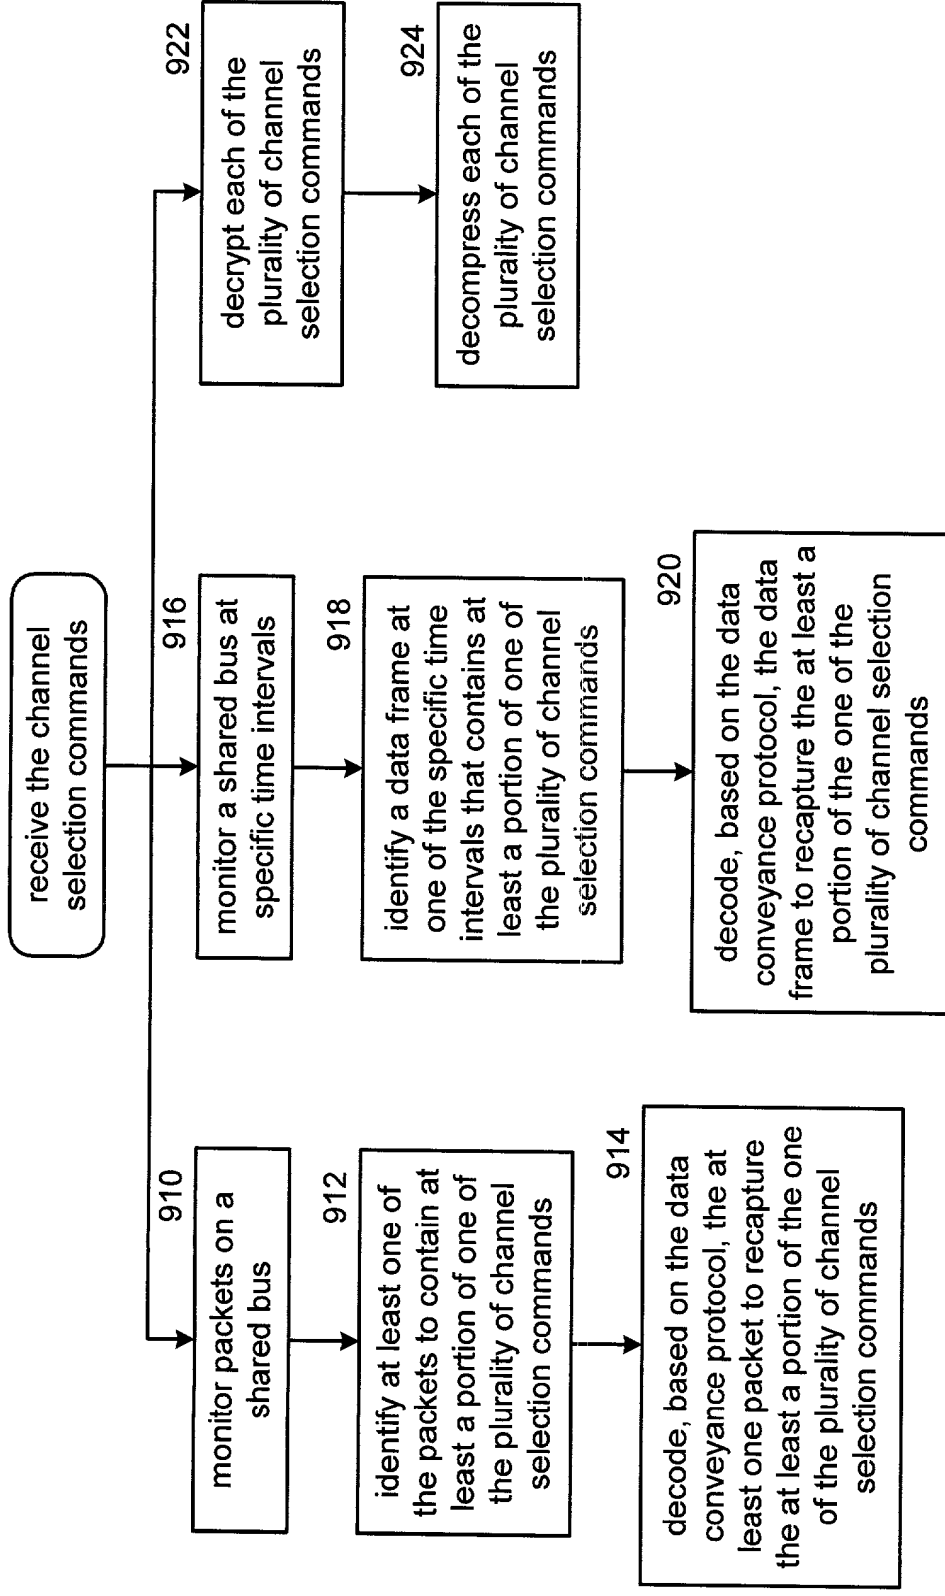 receive the channel
selection commands
910
monitor packets on a
shared bus
912
identify at least one of
the packets to contain at
least a portion of one of
the plurality of channel
selection commands
914
decode, based on the data
conveyance protocol, the at
least one packet to recapture
the at least a portion of the one
of the plurality of channel
selection commands
916
monitor a shared bus at
specific time intervals
918
identify a data frame at
one of the specific time
intervals that contains at
least a portion of one of
the plurality of channel
selection commands
920
decode, based on the data
conveyance protocol, the data
frame to recapture the at least a
portion of the one of the
plurality of channel selection
commands
922
decrypt each of the
plurality of channel
selection commands
924
decompress each of the
plurality of channel
selection commands